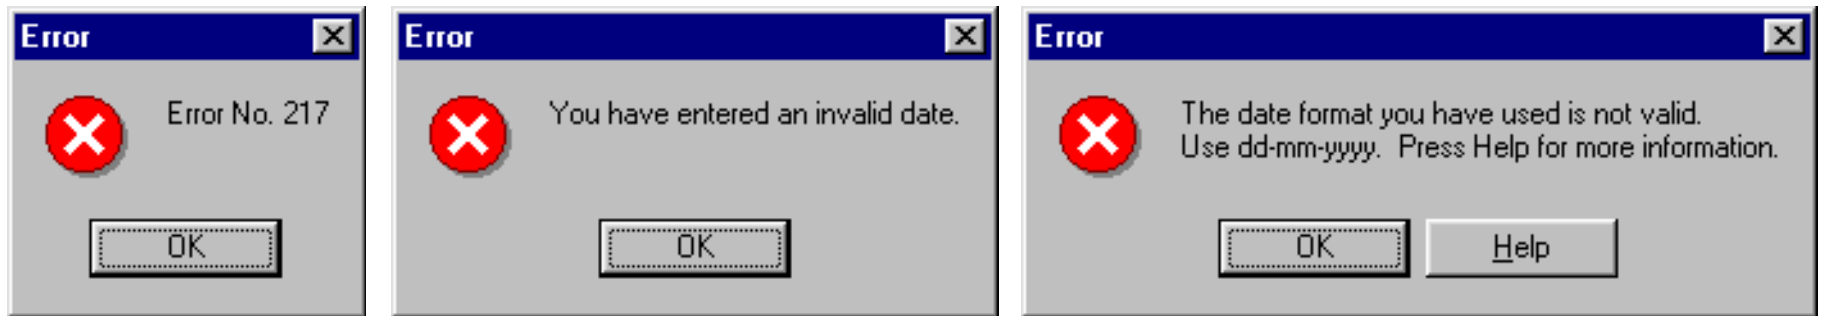 Error
Error No. 217
OK
Error
You have entered an invalid date.
OK
Error
The date format you have used is not valid.
Use dd-mm-yyyy.  Press Help for more information.
OK
Help